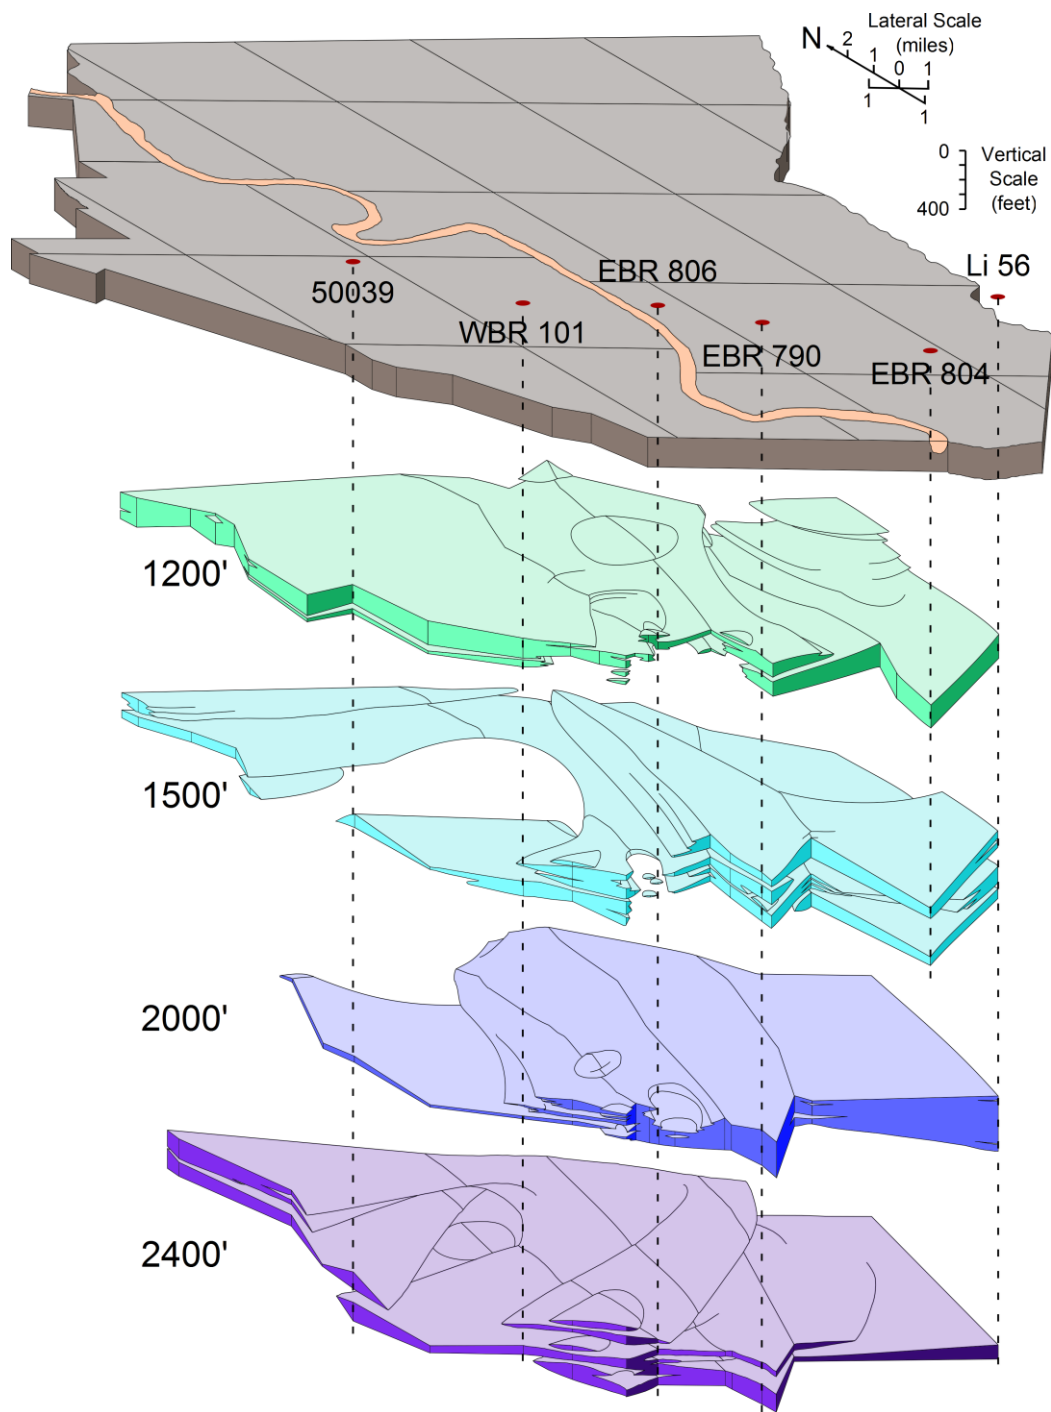 Lateral Scale
(miles)
N 2 1 0 1
1 1
0 Vertical
Scale
400 (feet)
Li 56
EBR 806
50039
WBR 101
EBR 790
EBR 804
1200'
1500'
2000'
2400'